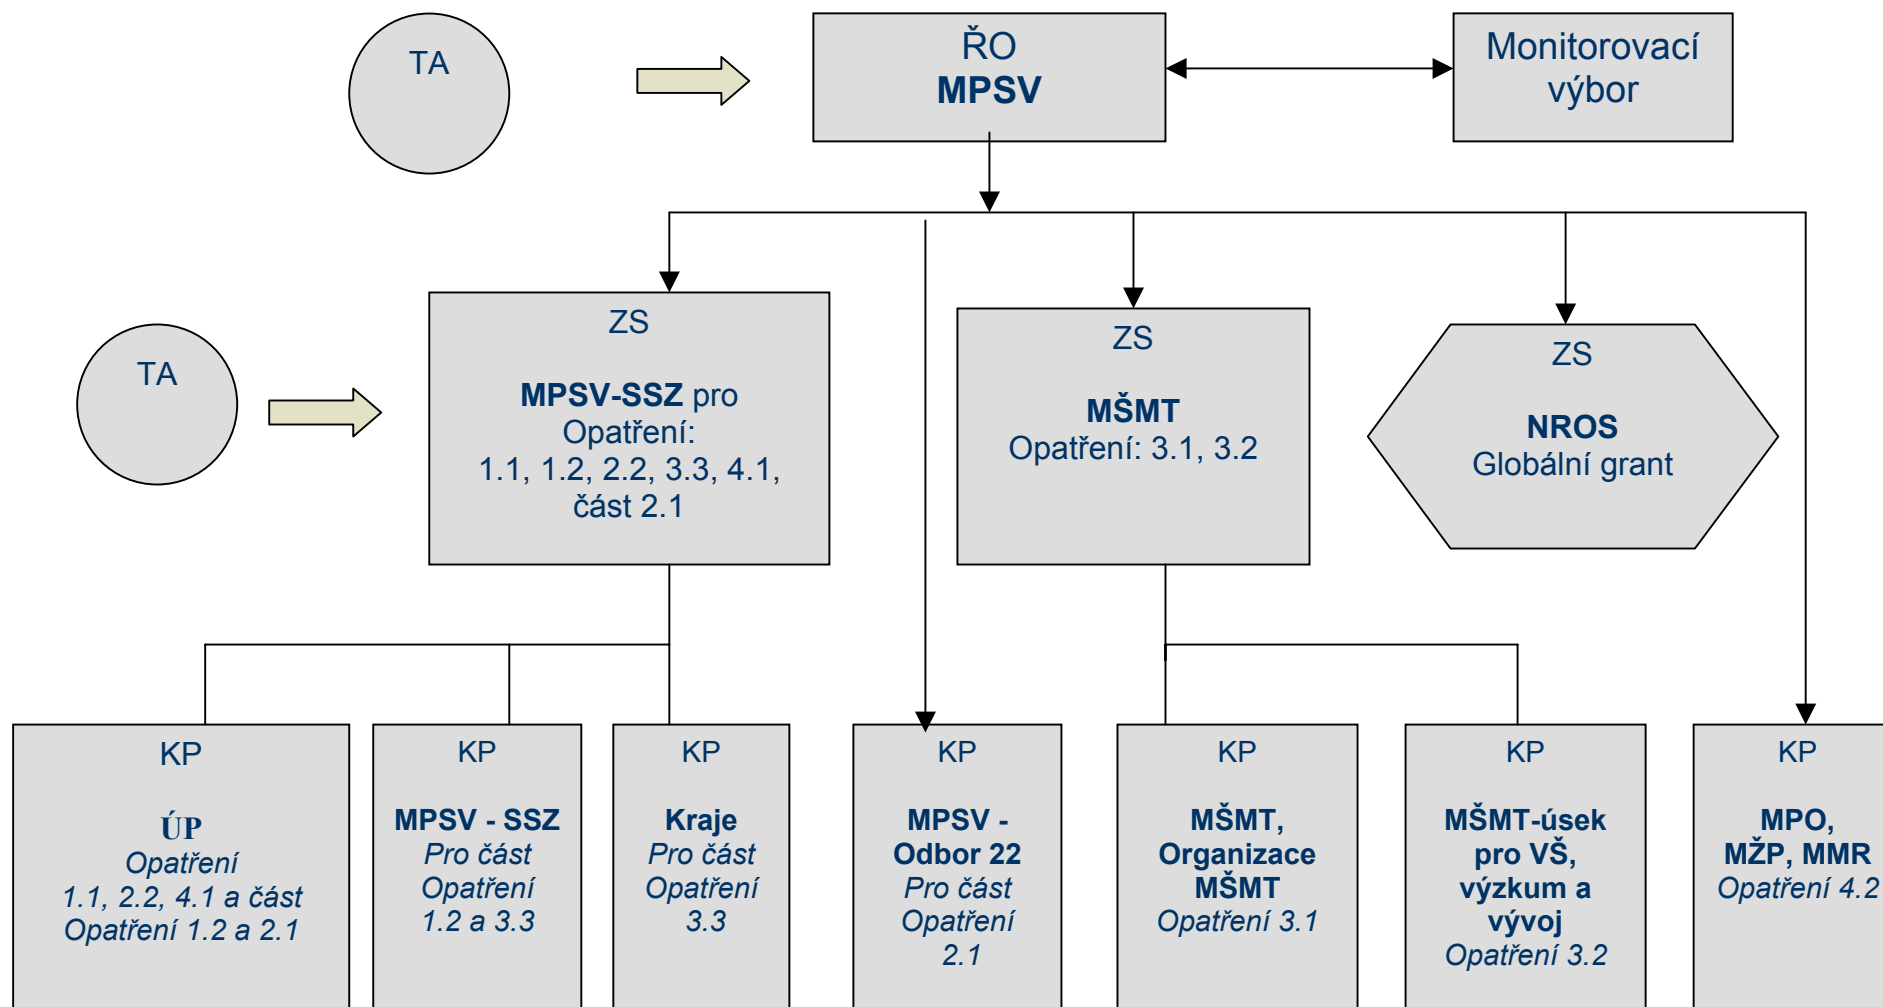 TA
ŘO
MPSV
Monitorovací
výbor
TA
ZS
MPSV-SSZ pro
Opatření:
1.1, 1.2, 2.2, 3.3, 4.1,
část 2.1
ZS
MŠMT
Opatření: 3.1, 3.2
ZS
NROS
Globální grant
KP
ÚP
Opatření
1.1, 2.2, 4.1 a část
Opatření 1.2 a 2.1
KP
MPSV - SSZ
Pro část
Opatření
1.2 a 3.3
KP
Kraje
Pro část
Opatření
3.3
KP
MPSV -
Odbor 22
Pro část
Opatření
2.1
KP
MŠMT,
Organizace
MŠMT
Opatření 3.1
KP
MŠMT-úsek
pro VŠ,
výzkum a
vývoj
Opatření 3.2
KP
MPO,
MŽP, MMR
Opatření 4.2